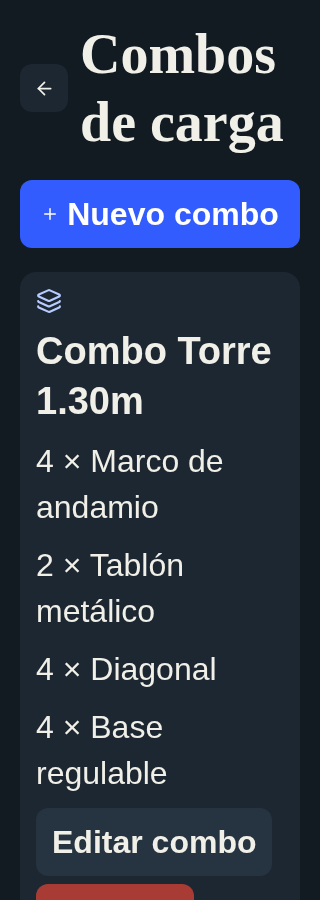 Combos
de carga
+ Nuevo combo
Combo Torre
1.30m
4 × Marco de
andamio
2 × Tablón
metálico
4 × Diagonal
4 × Base
regulable
Editar combo